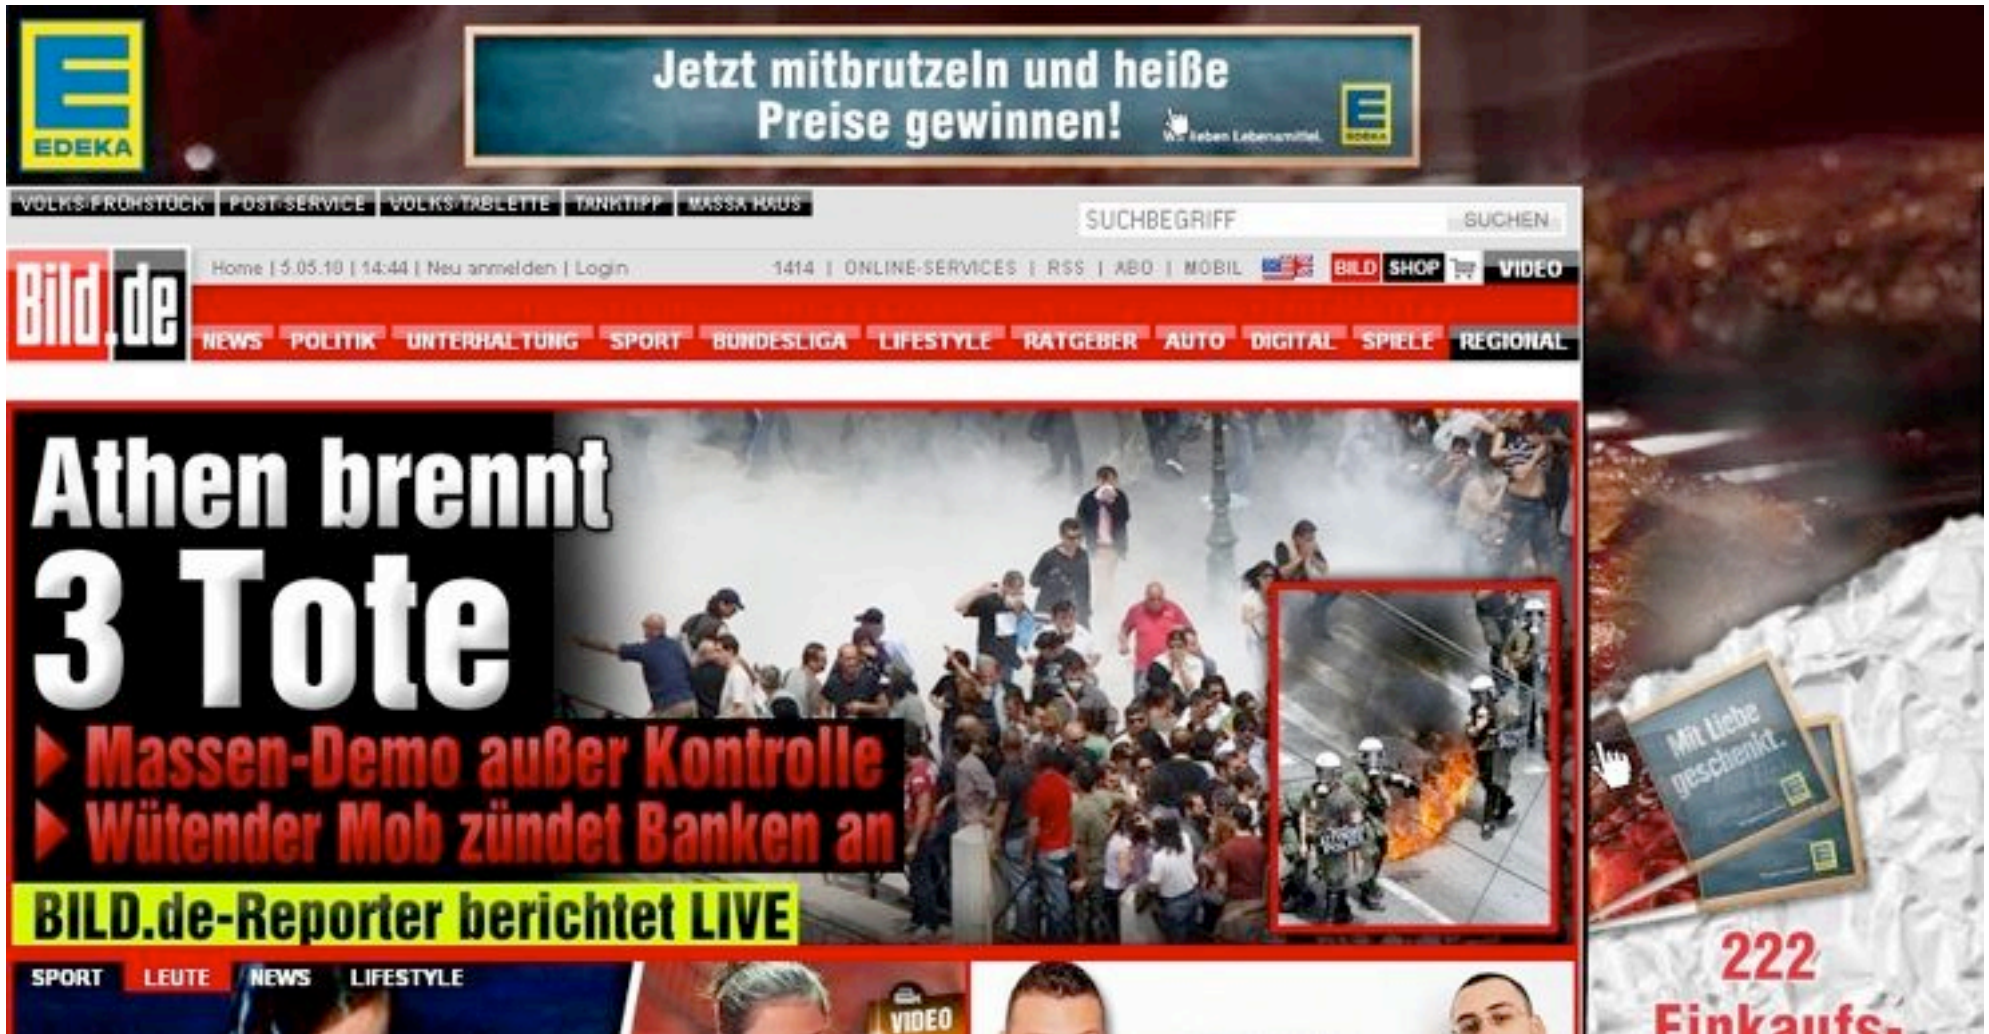 EDEKA
Jetzt mitbrutzeln und heiße
Preise gewinnen!
Wir lieben Lebensmittel.
EDEKA
VOLKS-FRÜHSTÜCK POST-SERVICE VOLKS-TABLETTE TANKTIPP MASSA HAUS
SUCHBEGRIFF SUCHEN
Bild.de
Home | 5.05.10 | 14:44 | Neu anmelden | Login
1414 | ONLINE-SERVICES | RSS | ABO | MOBIL BILD SHOP VIDEO
NEWS POLITIK UNTERHALTUNG SPORT BUNDESLIGA LIFESTYLE RATGEBER AUTO DIGITAL SPIELE REGIONAL
Athen brennt
3 Tote
Massen-Demo außer Kontrolle
Wütender Mob zündet Banken an
BILD.de-Reporter berichtet LIVE
SPORT LEUTE NEWS LIFESTYLE
VIDEO
Mit Liebe
geschenkt.
222
Einkaufs-